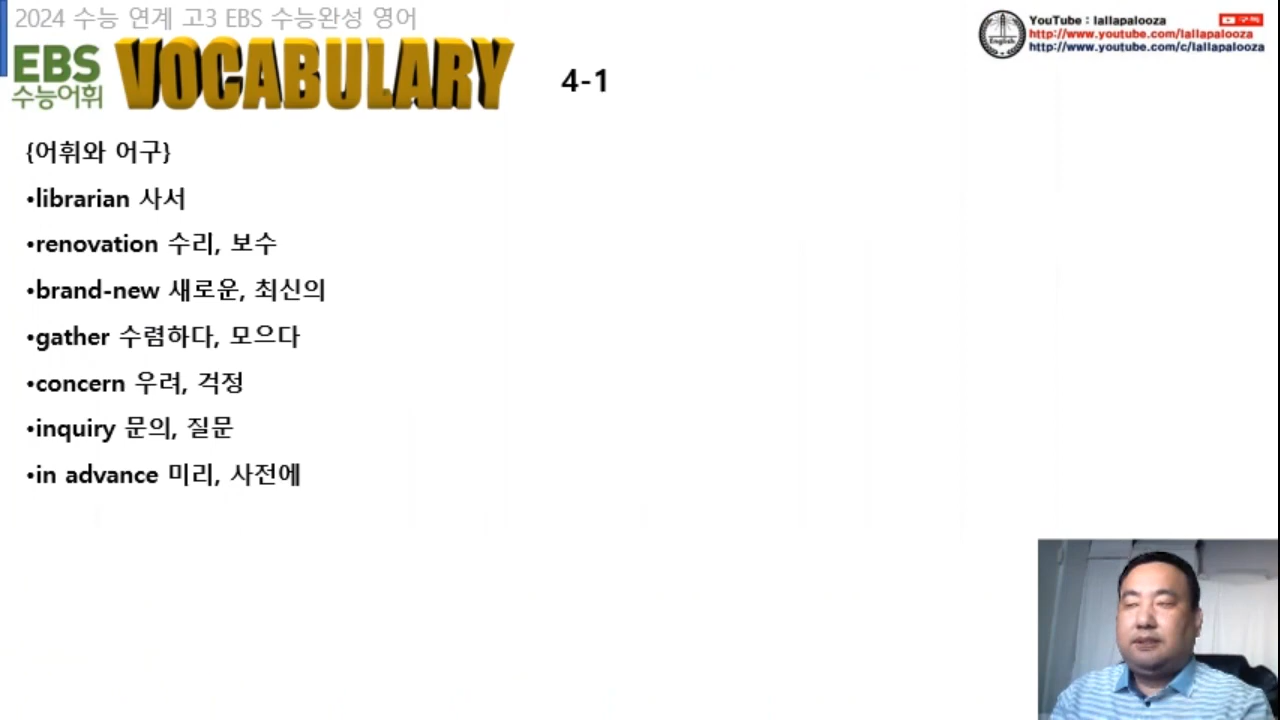 2024 수능 연계 고3 EBS 수능완성 영어
EBS
수능어휘
VOCABULARY
4-1
English
YouTube : lallapalooza
구독
http://www.youtube.com/lallapalooza
http://www.youtube.com/c/lallapalooza
{어휘와 어구}
•librarian 사서
•renovation 수리, 보수
•brand-new 새로운, 최신의
•gather 수렴하다, 모으다
•concern 우려, 걱정
•inquiry 문의, 질문
•in advance 미리, 사전에